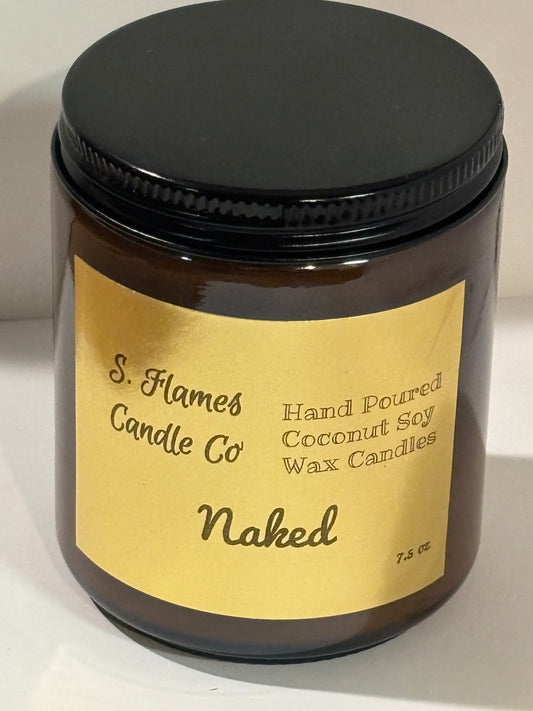 S. Flames
Candle Co
Hand Poured
Coconut Soy
Wax Candles
Naked
7.5 oz